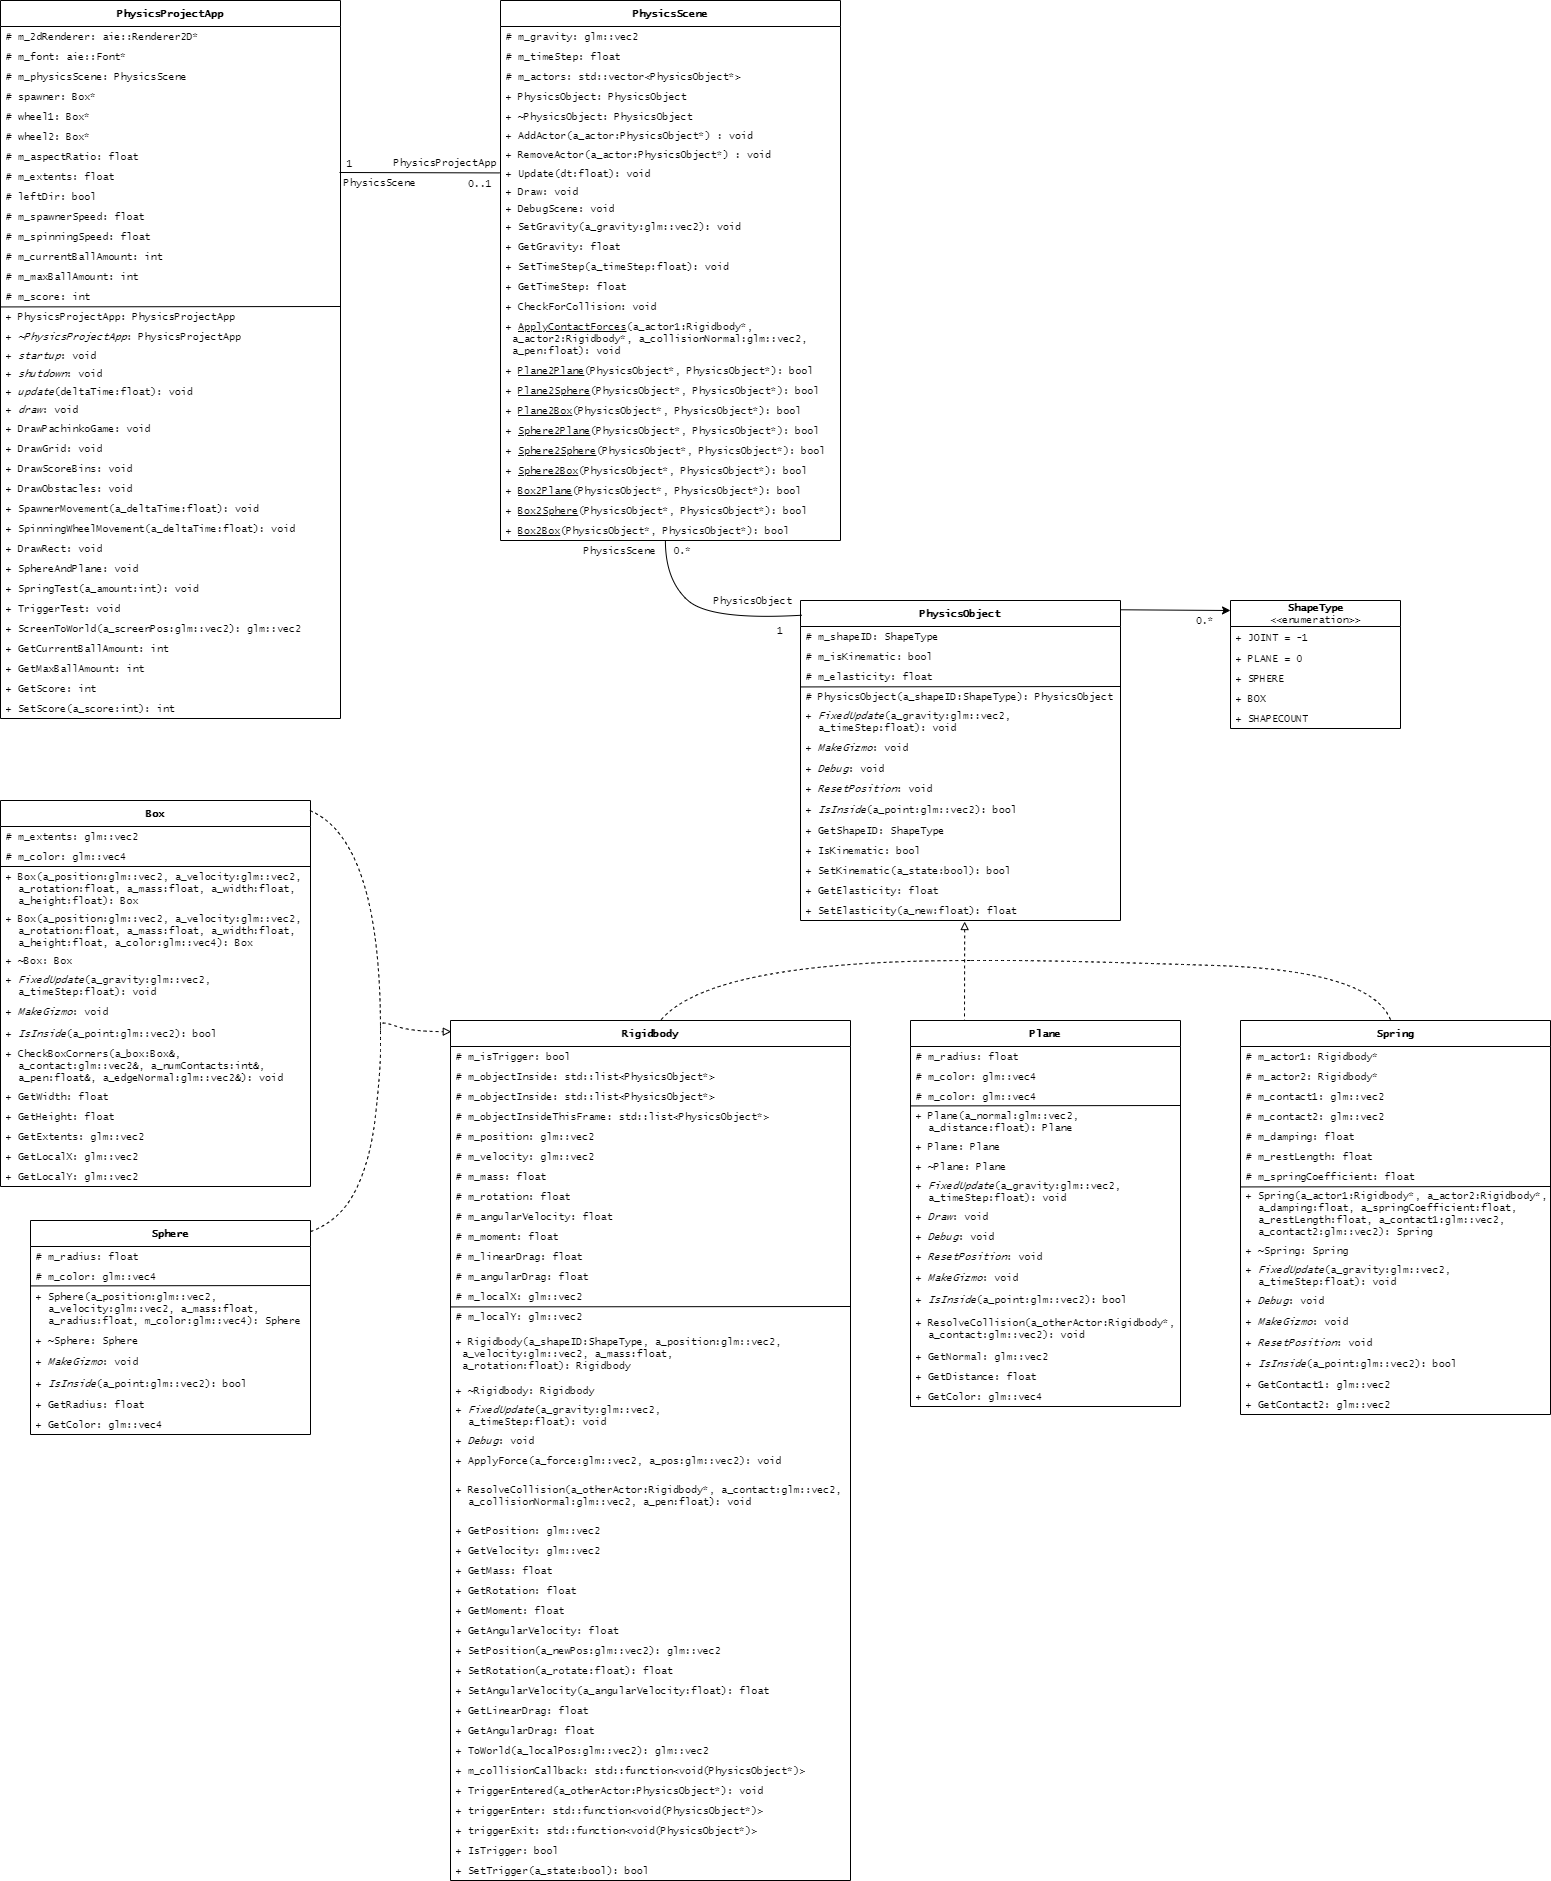 PhysicsProjectApp
# m_2dRenderer: aie::Renderer2D*
# m_font: aie::Font*
# m_physicsScene: PhysicsScene
# spawner: Box*
# wheel1: Box*
# wheel2: Box*
# m_aspectRatio: float
# m_extents: float
# leftDir: bool
# m_spawnerSpeed: float
# m_spinningSpeed: float
# m_currentBallAmount: int
# m_maxBallAmount: int
# m_score: int
+ PhysicsProjectApp: PhysicsProjectApp
+ ~PhysicsProjectApp: PhysicsProjectApp
+ startup: void
+ shutdown: void
+ update(deltaTime:float): void
+ draw: void
+ DrawPachinkoGame: void
+ DrawGrid: void
+ DrawScoreBins: void
+ DrawObstacles: void
+ SpawnerMovement(a_deltaTime:float): void
+ SpinningWheelMovement(a_deltaTime:float): void
+ DrawRect: void
+ SphereAndPlane: void
+ SpringTest(a_amount:int): void
+ TriggerTest: void
+ ScreenToWorld(a_screenPos:glm::vec2): glm::vec2
+ GetCurrentBallAmount: int
+ GetMaxBallAmount: int
+ GetScore: int
+ SetScore(a_score:int): int
1
PhysicsProjectApp
PhysicsScene
0..1
PhysicsScene
# m_gravity: glm::vec2
# m_timeStep: float
# m_actors: std::vector<PhysicsObject*>
+ PhysicsObject: PhysicsObject
+ ~PhysicsObject: PhysicsObject
+ AddActor(a_actor:PhysicsObject*) : void
+ RemoveActor(a_actor:PhysicsObject*) : void
+ Update(dt:float): void
+ Draw: void
+ DebugScene: void
+ SetGravity(a_gravity:glm::vec2): void
+ GetGravity: float
+ SetTimeStep(a_timeStep:float): void
+ GetTimeStep: float
+ CheckForCollision: void
+ ApplyContactForces(a_actor1:Rigidbody*,
a_actor2:Rigidbody*, a_collisionNormal:glm::vec2,
a_pen:float): void
+ Plane2Plane(PhysicsObject*, PhysicsObject*): bool
+ Plane2Sphere(PhysicsObject*, PhysicsObject*): bool
+ Plane2Box(PhysicsObject*, PhysicsObject*): bool
+ Sphere2Plane(PhysicsObject*, PhysicsObject*): bool
+ Sphere2Sphere(PhysicsObject*, PhysicsObject*): bool
+ Sphere2Box(PhysicsObject*, PhysicsObject*): bool
+ Box2Plane(PhysicsObject*, PhysicsObject*): bool
+ Box2Sphere(PhysicsObject*, PhysicsObject*): bool
+ Box2Box(PhysicsObject*, PhysicsObject*): bool
PhysicsScene
0.*
PhysicsObject
1
PhysicsObject
# m_shapeID: ShapeType
# m_isKinematic: bool
# m_elasticity: float
# PhysicsObject(a_shapeID:ShapeType): PhysicsObject
+ FixedUpdate(a_gravity:glm::vec2,
a_timeStep:float): void
+ MakeGizmo: void
+ Debug: void
+ ResetPosition: void
+ IsInside(a_point:glm::vec2): bool
+ GetShapeID: ShapeType
+ IsKinematic: bool
+ SetKinematic(a_state:bool): bool
+ GetElasticity: float
+ SetElasticity(a_new:float): float
0.*
ShapeType
<<enumeration>>
+ JOINT = -1
+ PLANE = 0
+ SPHERE
+ BOX
+ SHAPECOUNT
Box
# m_extents: glm::vec2
# m_color: glm::vec4
+ Box(a_position:glm::vec2, a_velocity:glm::vec2,
a_rotation:float, a_mass:float, a_width:float,
a_height:float): Box
+ Box(a_position:glm::vec2, a_velocity:glm::vec2,
a_rotation:float, a_mass:float, a_width:float,
a_height:float, a_color:glm::vec4): Box
+ ~Box: Box
+ FixedUpdate(a_gravity:glm::vec2,
a_timeStep:float): void
+ MakeGizmo: void
+ IsInside(a_point:glm::vec2): bool
+ CheckBoxCorners(a_box:Box&,
a_contact:glm::vec2&, a_numContacts:int&,
a_pen:float&, a_edgeNormal:glm::vec2&): void
+ GetWidth: float
+ GetHeight: float
+ GetExtents: glm::vec2
+ GetLocalX: glm::vec2
+ GetLocalY: glm::vec2
Sphere
# m_radius: float
# m_color: glm::vec4
+ Sphere(a_position:glm::vec2,
a_velocity:glm::vec2, a_mass:float,
a_radius:float, m_color:glm::vec4): Sphere
+ ~Sphere: Sphere
+ MakeGizmo: void
+ IsInside(a_point:glm::vec2): bool
+ GetRadius: float
+ GetColor: glm::vec4
Rigidbody
# m_isTrigger: bool
# m_objectInside: std::list<PhysicsObject*>
# m_objectInside: std::list<PhysicsObject*>
# m_objectInsideThisFrame: std::list<PhysicsObject*>
# m_position: glm::vec2
# m_velocity: glm::vec2
# m_mass: float
# m_rotation: float
# m_angularVelocity: float
# m_moment: float
# m_linearDrag: float
# m_angularDrag: float
# m_localX: glm::vec2
# m_localY: glm::vec2
+ Rigidbody(a_shapeID:ShapeType, a_position:glm::vec2,
a_velocity:glm::vec2, a_mass:float,
a_rotation:float): Rigidbody
+ ~Rigidbody: Rigidbody
+ FixedUpdate(a_gravity:glm::vec2,
a_timeStep:float): void
+ Debug: void
+ ApplyForce(a_force:glm::vec2, a_pos:glm::vec2): void
+ ResolveCollision(a_otherActor:Rigidbody*, a_contact:glm::vec2,
a_collisionNormal:glm::vec2, a_pen:float): void
+ GetPosition: glm::vec2
+ GetVelocity: glm::vec2
+ GetMass: float
+ GetRotation: float
+ GetMoment: float
+ GetAngularVelocity: float
+ SetPosition(a_newPos:glm::vec2): glm::vec2
+ SetRotation(a_rotate:float): float
+ SetAngularVelocity(a_angularVelocity:float): float
+ GetLinearDrag: float
+ GetAngularDrag: float
+ ToWorld(a_localPos:glm::vec2): glm::vec2
+ m_collisionCallback: std::function<void(PhysicsObject*)>
+ TriggerEntered(a_otherActor:PhysicsObject*): void
+ triggerEnter: std::function<void(PhysicsObject*)>
+ triggerExit: std::function<void(PhysicsObject*)>
+ IsTrigger: bool
+ SetTrigger(a_state:bool): bool
Plane
# m_radius: float
# m_color: glm::vec4
# m_color: glm::vec4
+ Plane(a_normal:glm::vec2,
a_distance:float): Plane
+ Plane: Plane
+ ~Plane: Plane
+ FixedUpdate(a_gravity:glm::vec2,
a_timeStep:float): void
+ Draw: void
+ Debug: void
+ ResetPosition: void
+ MakeGizmo: void
+ IsInside(a_point:glm::vec2): bool
+ ResolveCollision(a_otherActor:Rigidbody*,
a_contact:glm::vec2): void
+ GetNormal: glm::vec2
+ GetDistance: float
+ GetColor: glm::vec4
Spring
# m_actor1: Rigidbody*
# m_actor2: Rigidbody*
# m_contact1: glm::vec2
# m_contact2: glm::vec2
# m_damping: float
# m_restLength: float
# m_springCoefficient: float
+ Spring(a_actor1:Rigidbody*, a_actor2:Rigidbody*,
a_damping:float, a_springCoefficient:float,
a_restLength:float, a_contact1:glm::vec2,
a_contact2:glm::vec2): Spring
+ ~Spring: Spring
+ FixedUpdate(a_gravity:glm::vec2,
a_timeStep:float): void
+ Debug: void
+ MakeGizmo: void
+ ResetPosition: void
+ IsInside(a_point:glm::vec2): bool
+ GetContact1: glm::vec2
+ GetContact2: glm::vec2